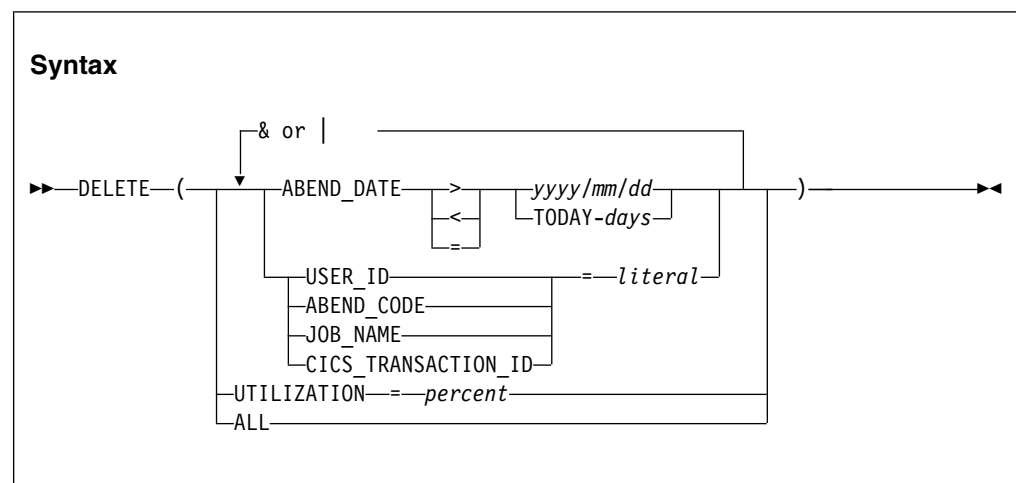 Syntax
& or |
DELETE ( ABEND_DATE > yyyy/mm/dd )
< TODAY-days
=
USER_ID = literal
ABEND_CODE
JOB_NAME
CICS_TRANSACTION_ID
UTILIZATION = percent
ALL